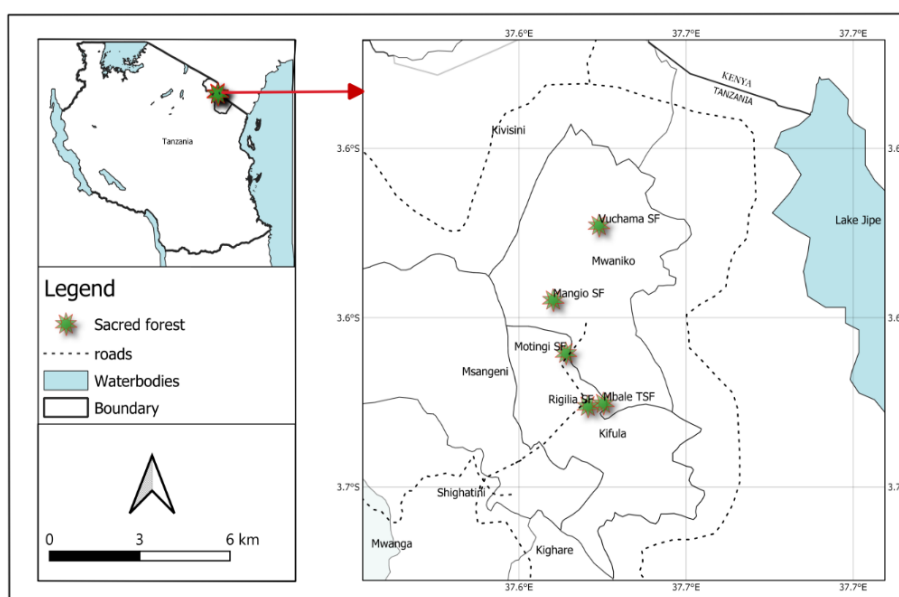 Tanzania
Legend
Sacred forest
roads
Waterbodies
Boundary
0 3 6 km
37.6°E 37.7°E 37.7°E
KENYA
TANZANIA
Kivisini
3.6°S 3.6°S
Vuchama SF
Lake Jipe
Mwaniko
Mangio SF
3.6°S 3.6°S
Motingi SF
Msangeni
Rigilia SF
Mbale TSF
Kifula
3.7°S 3.7°S
Shighatini
Mwanga
Kighare
37.6°E 37.7°E 37.7°E